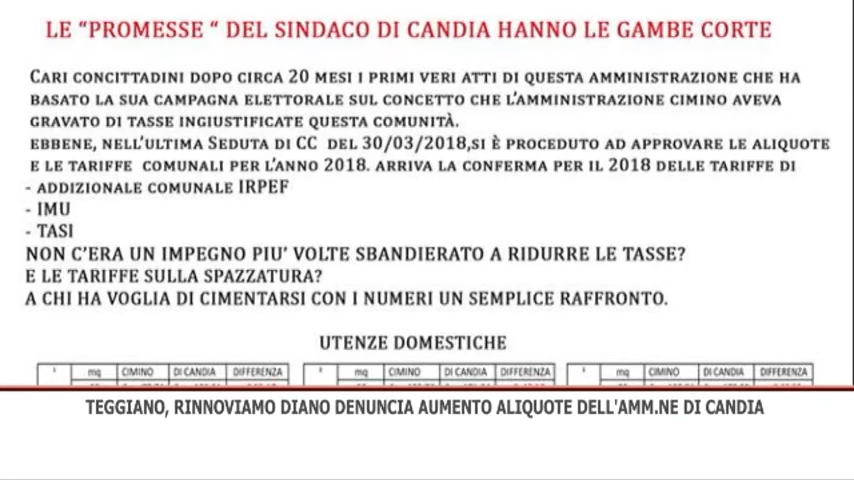 LE “PROMESSE “ DEL SINDACO DI CANDIA HANNO LE GAMBE CORTE
CARI CONCITTADINI DOPO CIRCA 20 MESI I PRIMI VERI ATTI DI QUESTA AMMINISTRAZIONE CHE HA
BASATO LA SUA CAMPAGNA ELETTORALE SUL CONCETTO CHE L'AMMINISTRAZIONE CIMINO AVEVA
GRAVATO DI TASSE INGIUSTIFICATE QUESTA COMUNITÀ.
EBBENE, NELL'ULTIMA SEDUTA DI CC DEL 30/03/2018,SI È PROCEDUTO AD APPROVARE LE ALIQUOTE
E LE TARIFFE COMUNALI PER L'ANNO 2018. ARRIVA LA CONFERMA PER IL 2018 DELLE TARIFFE DI
- ADDIZIONALE COMUNALE IRPEF
- IMU
- TASI
NON C'ERA UN IMPEGNO PIU' VOLTE SBANDIERATO A RIDURRE LE TASSE?
E LE TARIFFE SULLA SPAZZATURA?
A CHI HA VOGLIA DI CIMENTARSI CON I NUMERI UN SEMPLICE RAFFRONTO.
UTENZE DOMESTICHE
mq CIMINO DI CANDIA DIFFERENZA mq CIMINO DI CANDIA DIFFERENZA mq CIMINO DI CANDIA DIFFERENZA
TEGGIANO, RINNOVIAMO DIANO DENUNCIA AUMENTO ALIQUOTE DELL'AMM.NE DI CANDIA